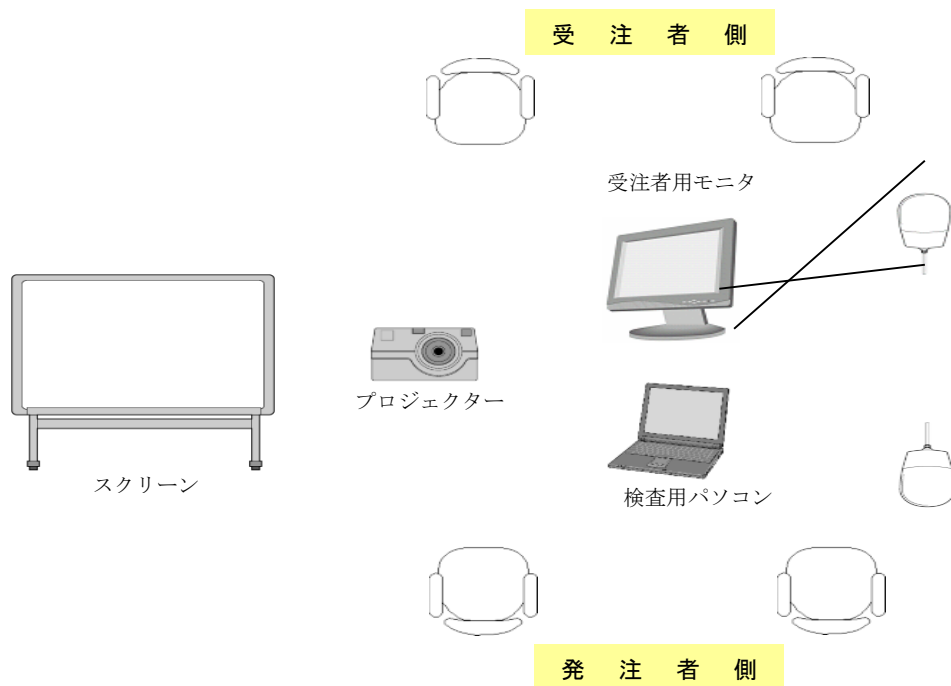 受注者側
受注者用モニタ
プロジェクター
スクリーン
検査用パソコン
発注者側